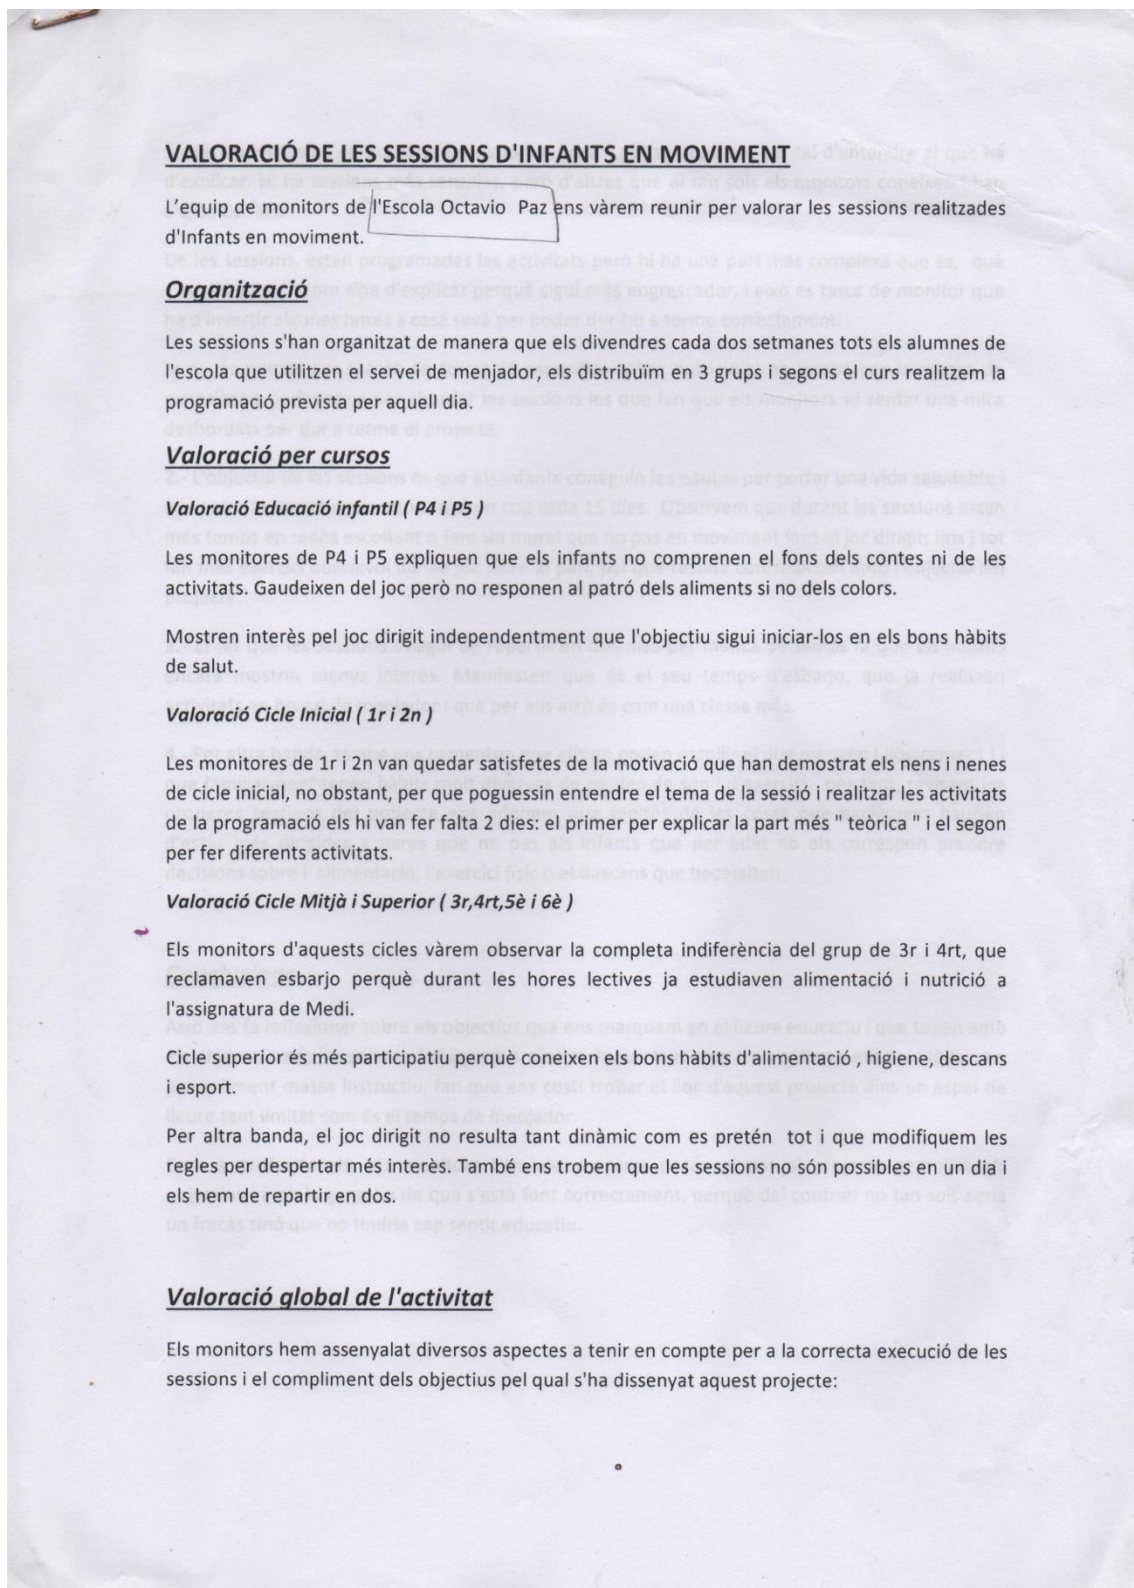 VALORACIÓ DE LES SESSIONS D'INFANTS EN MOVIMENT
L'equip de monitors de l'Escola Octavio Paz ens vàrem reunir per valorar les sessions realitzades
d'Infants en moviment.
Organització
Les sessions s'han organitzat de manera que els divendres cada dos setmanes tots els alumnes de
l'escola que utilitzen el servei de menjador, els distribuïm en 3 grups i segons el curs realitzem la
programació prevista per aquell dia.
Valoració per cursos
Valoració Educació infantil ( P4 i P5 )
Les monitores de P4 i P5 expliquen que els infants no comprenen el fons dels contes ni de les
activitats. Gaudeixen del joc però no responen al patró dels aliments si no dels colors.
Mostren interès pel joc dirigit independentment que l'objectiu sigui iniciar-los en els bons hàbits
de salut.
Valoració Cicle Inicial ( 1r i 2n )
Les monitores de 1r i 2n van quedar satisfetes de la motivació que han demostrat els nens i nenes
de cicle inicial, no obstant, per que poguessin entendre el tema de la sessió i realitzar les activitats
de la programació els hi van fer falta 2 dies: el primer per explicar la part més " teòrica " i el segon
per fer diferents activitats.
Valoració Cicle Mitjà i Superior ( 3r,4rt,5è i 6è )
Els monitors d'aquests cicles vàrem observar la completa indiferència del grup de 3r i 4rt, que
reclamaven esbarjo perquè durant les hores lectives ja estudiaven alimentació i nutrició a
l'assignatura de Medi.
Cicle superior és més participatiu perquè coneixen els bons hàbits d'alimentació , higiene, descans
i esport.
Per altra banda, el joc dirigit no resulta tant dinàmic com es pretén tot i que modifiquem les
regles per despertar més interès. També ens trobem que les sessions no són possibles en un dia i
els hem de repartir en dos.
Valoració global de l'activitat
Els monitors hem assenyalat diversos aspectes a tenir en compte per a la correcta execució de les
sessions i el compliment dels objectius pel qual s'ha dissenyat aquest projecte: